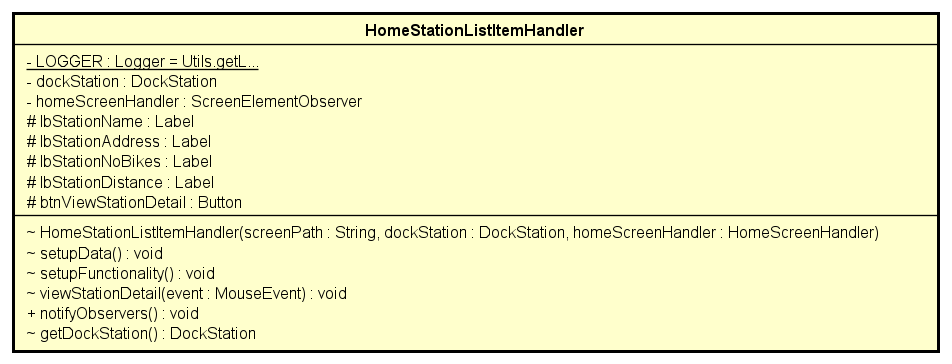 HomeStationListItemHandler
- LOGGER : Logger = Utils.getL...
- dockStation : DockStation
- homeScreenHandler : ScreenElementObserver
# lbStationName : Label
# lbStationAddress : Label
# lbStationNoBikes : Label
# lbStationDistance : Label
# btnViewStationDetail : Button
~ HomeStationListItemHandler(screenPath : String, dockStation : DockStation, homeScreenHandler : HomeScreenHandler)
~ setupData() : void
~ setupFunctionality() : void
~ viewStationDetail(event : MouseEvent) : void
+ notifyObservers() : void
~ getDockStation() : DockStation